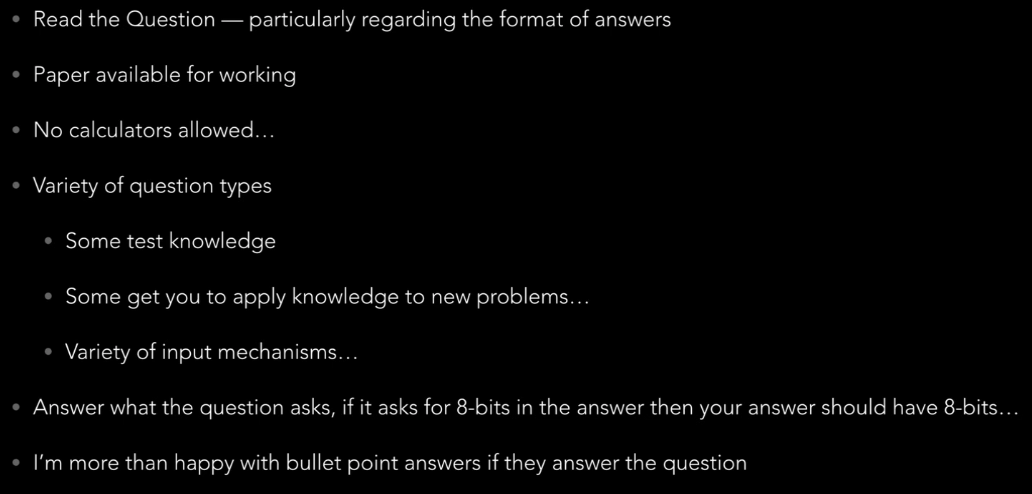 • Read the Question — particularly regarding the format of answers
• Paper available for working
• No calculators allowed…
• Variety of question types
• Some test knowledge
• Some get you to apply knowledge to new problems…
• Variety of input mechanisms…
• Answer what the question asks, if it asks for 8-bits in the answer then your answer should have 8-bits…
• I’m more than happy with bullet point answers if they answer the question